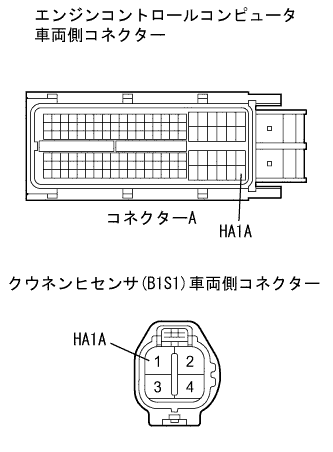 エンジンコントロールコンピュータ
車両側コネクター
コネクターA
HA1A
クウネンヒセンサ(B1S1)車両側コネクター
HA1A
1 2
3 4